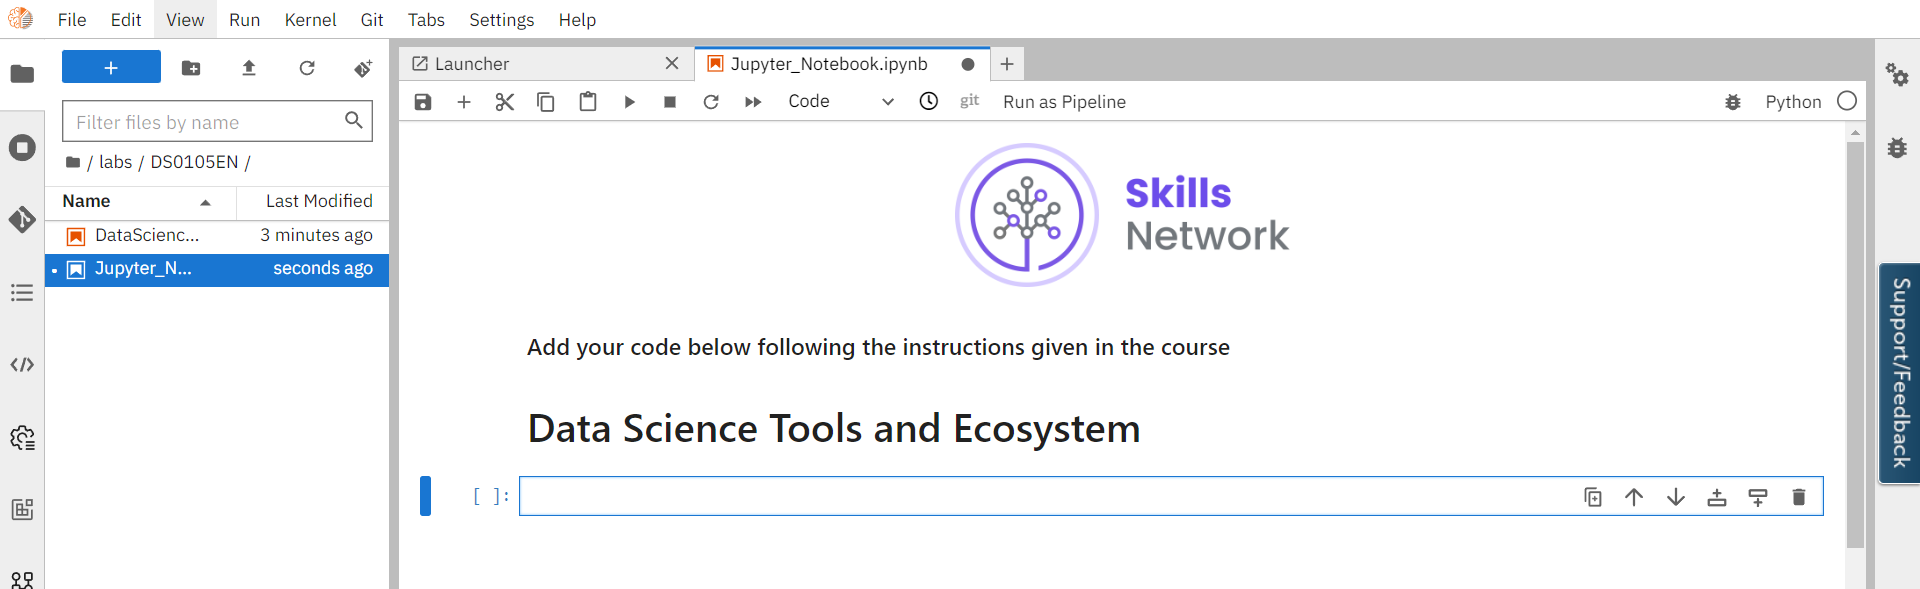 File Edit View Run Kernel Git Tabs Settings Help
Launcher
Jupyter_Notebook.ipynb
Code
git
Run as Pipeline
Python
Filter files by name
/ labs / DS0105EN /
Name Last Modified
DataScienc... 3 minutes ago
Jupyter_N... seconds ago
Skills
Network
Add your code below following the instructions given in the course
Data Science Tools and Ecosystem
[ ]:
Support/Feedback